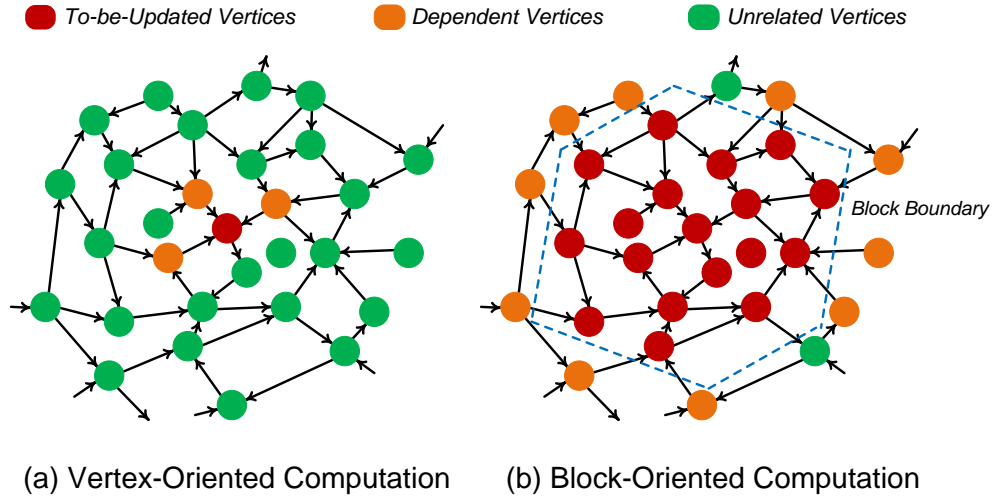 To-be-Updated Vertices Dependent Vertices Unrelated Vertices
Block Boundary
(a) Vertex-Oriented Computation (b) Block-Oriented Computation